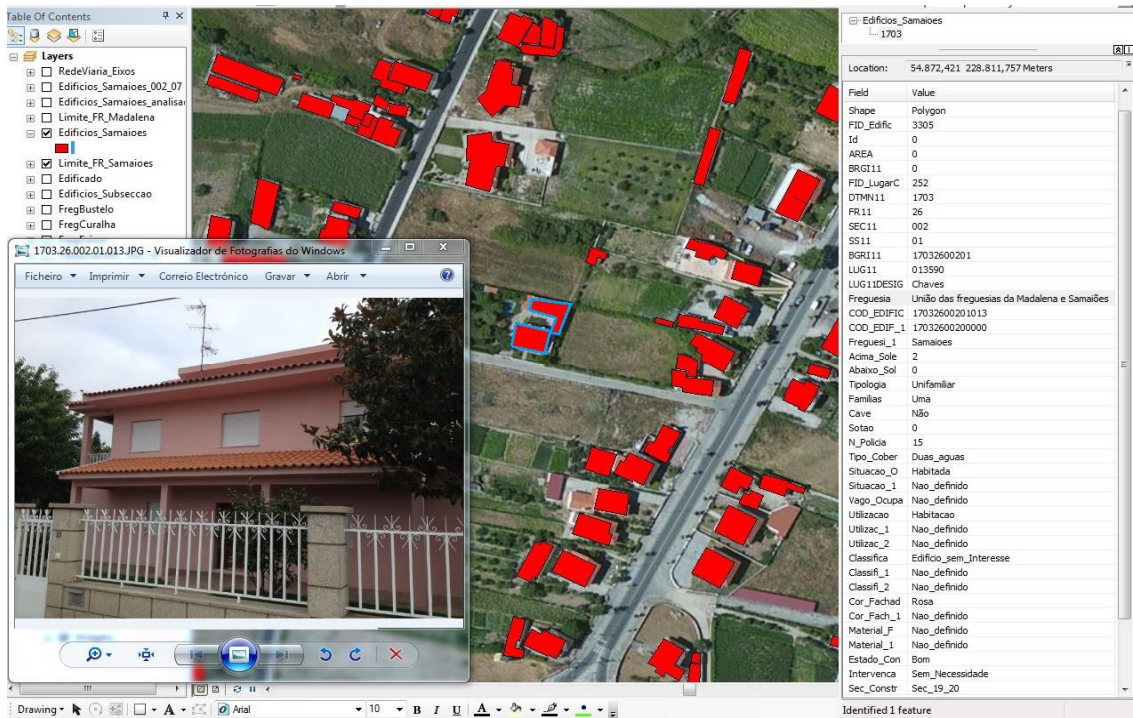 Table Of Contents
Layers
RedeViaria_Eixos
Edificios_Samaioes_002_07
Edificios_Samaioes_analisa
Limite_FR_Madalena
Edificios_Samaioes
Limite_FR_Samaioes
Edificado
Edificios_Subseccao
FregBustelo
FregCuralha
1703.26.002.01.013.JPG - Visualizador de Fotografias do Windows
Ficheiro Imprimir Correio Electrónico Gravar Abrir
Drawing A Arial 10 B I U A
Edificios_Samaioes
1703
Location: 54.872,421 228.811,757 Meters
Field Value
Shape Polygon
FID_Edific 3305
Id 0
AREA 0
BRGI11 0
FID_LugarC 252
DTMN11 1703
FR11 26
SEC11 002
SS11 01
BGRI11 17032600201
LUG11 013590
LUG11DESIG Chaves
Freguesia União das freguesias da Madalena e Samaiões
COD_EDIFIC 17032600201013
COD_EDIF_1 17032600200000
Freguesi_1 Samaioes
Acima_Sole 2
Abaixo_Sol 0
Tipologia Unifamiliar
Familias Uma
Cave Não
Sotao 0
N_Policia 15
Tipo_Cober Duas_aguas
Situacao_O Habitada
Situacao_1 Nao_definido
Vago_Ocupa Nao_definido
Utilizacao Habitacao
Utilizac_1 Nao_definido
Utilizac_2 Nao_definido
Classifica Edificio_sem_Interesse
Classifi_1 Nao_definido
Classifi_2 Nao_definido
Cor_Fachad Rosa
Cor_Fach_1 Nao_definido
Material_F Nao_definido
Material_1 Nao_definido
Estado_Con Bom
Intervenca Sem_Necessidade
Sec_Constr Sec_19_20
Identified 1 feature